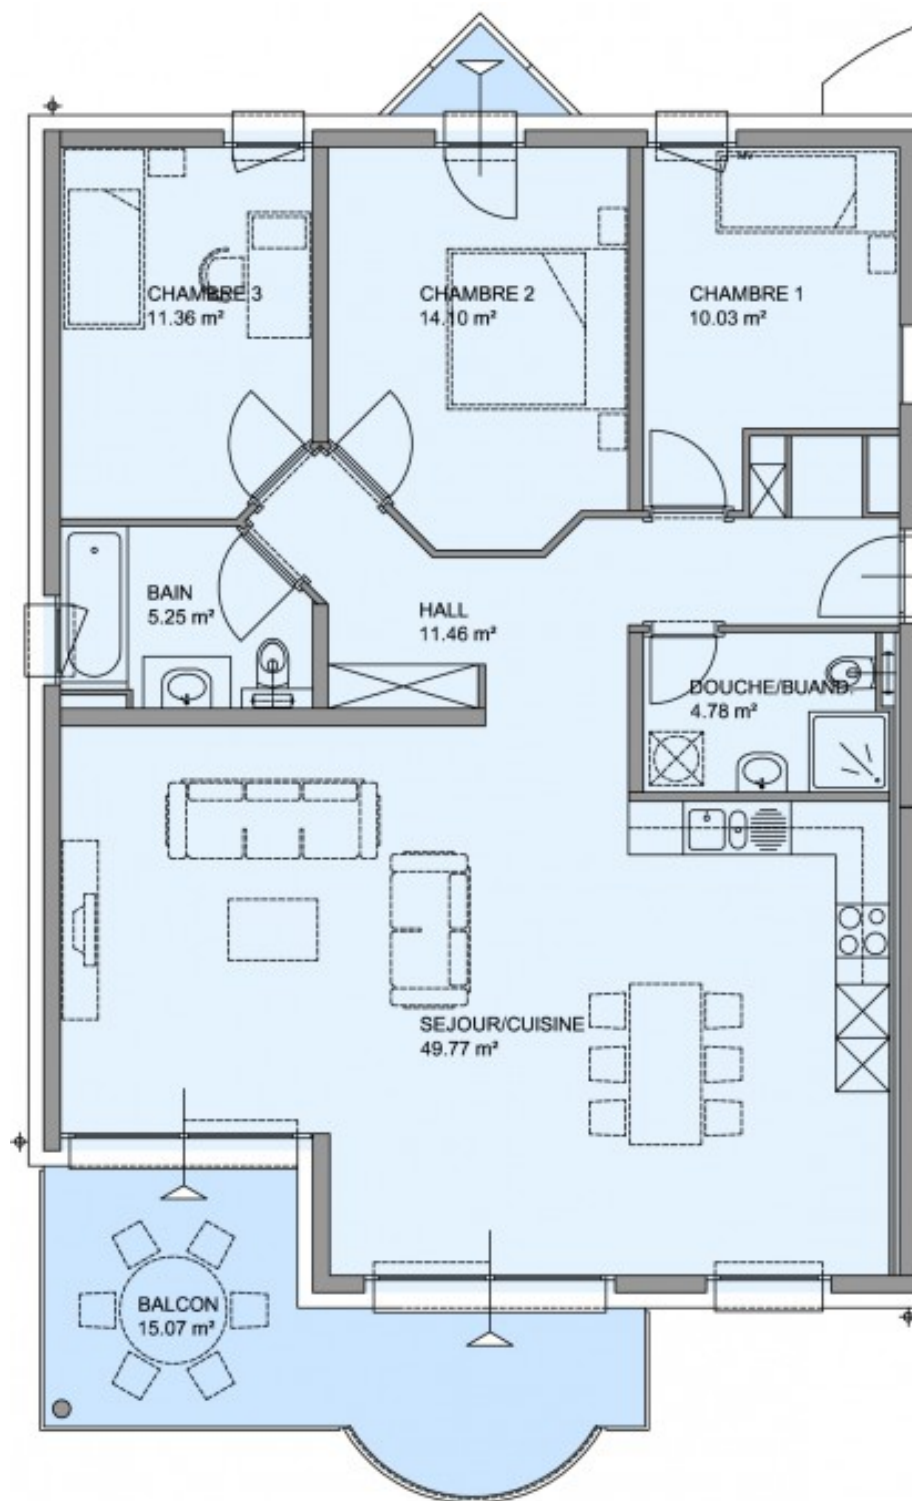 CHAMBRE 3
11.36 m²
CHAMBRE 2
14.10 m²
CHAMBRE 1
10.03 m²
BAIN
5.25 m²
HALL
11.46 m²
DOUCHE/BUAND.
4.78 m²
SEJOUR/CUISINE
49.77 m²
BALCON
15.07 m²